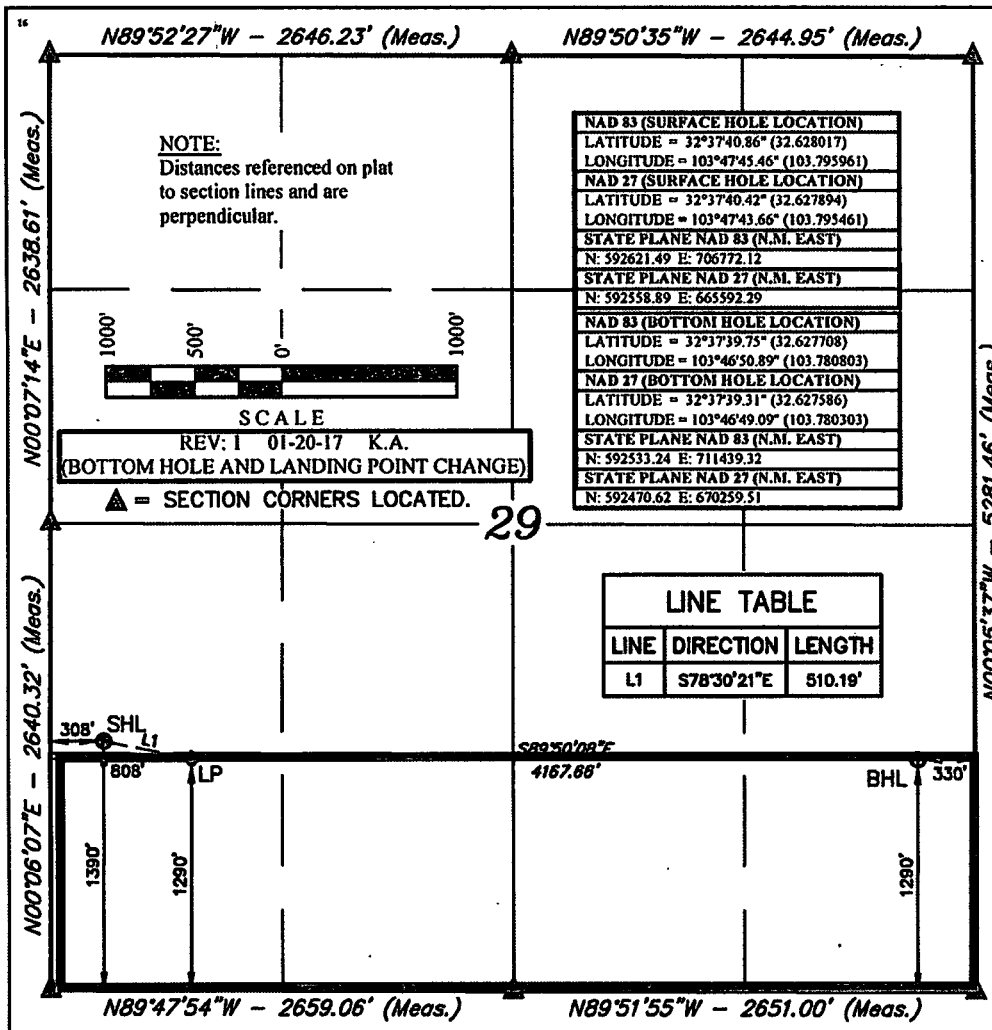 16
N89°52'27"W - 2646.23' (Meas.)
N89°50'35"W - 2644.95' (Meas.)
N00°07'14"E - 2638.61' (Meas.)
NOTE:
Distances referenced on plat
to section lines and are
perpendicular.
NAD 83 (SURFACE HOLE LOCATION)
LATITUDE = 32°37'40.86" (32.628017)
LONGITUDE = 103°47'45.46" (103.795961)
NAD 27 (SURFACE HOLE LOCATION)
LATITUDE = 32°37'40.42" (32.627894)
LONGITUDE = 103°47'43.66" (103.795461)
STATE PLANE NAD 83 (N.M. EAST)
N: 592621.49 E: 706772.12
STATE PLANE NAD 27 (N.M. EAST)
N: 592558.89 E: 665592.29
NAD 83 (BOTTOM HOLE LOCATION)
LATITUDE = 32°37'39.75" (32.627708)
LONGITUDE = 103°46'50.89" (103.780803)
NAD 27 (BOTTOM HOLE LOCATION)
LATITUDE = 32°37'39.31" (32.627586)
LONGITUDE = 103°46'49.09" (103.780303)
STATE PLANE NAD 83 (N.M. EAST)
N: 592533.24 E: 711439.32
STATE PLANE NAD 27 (N.M. EAST)
N: 592470.62 E: 670259.51
1000' 500' 0' 1000'
SCALE
REV: 1 01-20-17 K.A.
(BOTTOM HOLE AND LANDING POINT CHANGE)
= SECTION CORNERS LOCATED.
29
N00°06'37"W - 5281.46' (Meas.)
LINE TABLE
LINE DIRECTION LENGTH
L1 S78°30'21"E 510.19'
N00°06'07"E - 2640.32' (Meas.)
308' SHL
L1
S89°50'08"E
808' LP
4167.66'
BHL 330'
1390'
1290'
1290'
N89°47'54"W - 2659.06' (Meas.)
N89°51'55"W - 2651.00' (Meas.)